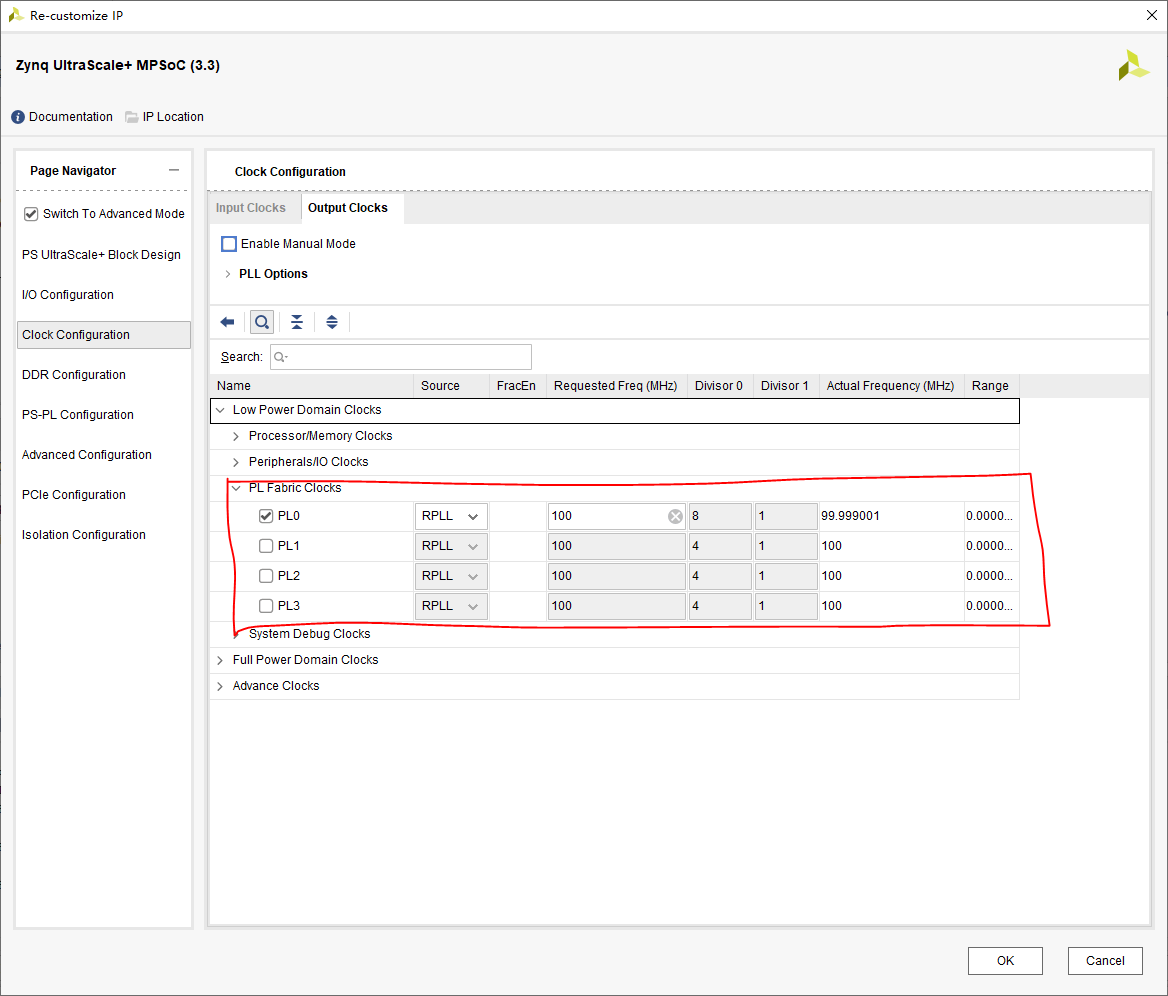 Re-customize IP
Zynq UltraScale+ MPSoC (3.3)
Documentation IP Location
Page Navigator
Switch To Advanced Mode
PS UltraScale+ Block Design
I/O Configuration
Clock Configuration
DDR Configuration
PS-PL Configuration
Advanced Configuration
PCIe Configuration
Isolation Configuration
Clock Configuration
Input Clocks Output Clocks
Enable Manual Mode
PLL Options
Search:
Name Source FracEn Requested Freq (MHz) Divisor 0 Divisor 1 Actual Frequency (MHz) Range
Low Power Domain Clocks
Processor/Memory Clocks
Peripherals/IO Clocks
PL Fabric Clocks
PL0 RPLL 100 8 1 99.999001 0.0000...
PL1 RPLL 100 4 1 100 0.0000...
PL2 RPLL 100 4 1 100 0.0000...
PL3 RPLL 100 4 1 100 0.0000...
System Debug Clocks
Full Power Domain Clocks
Advance Clocks
OK Cancel